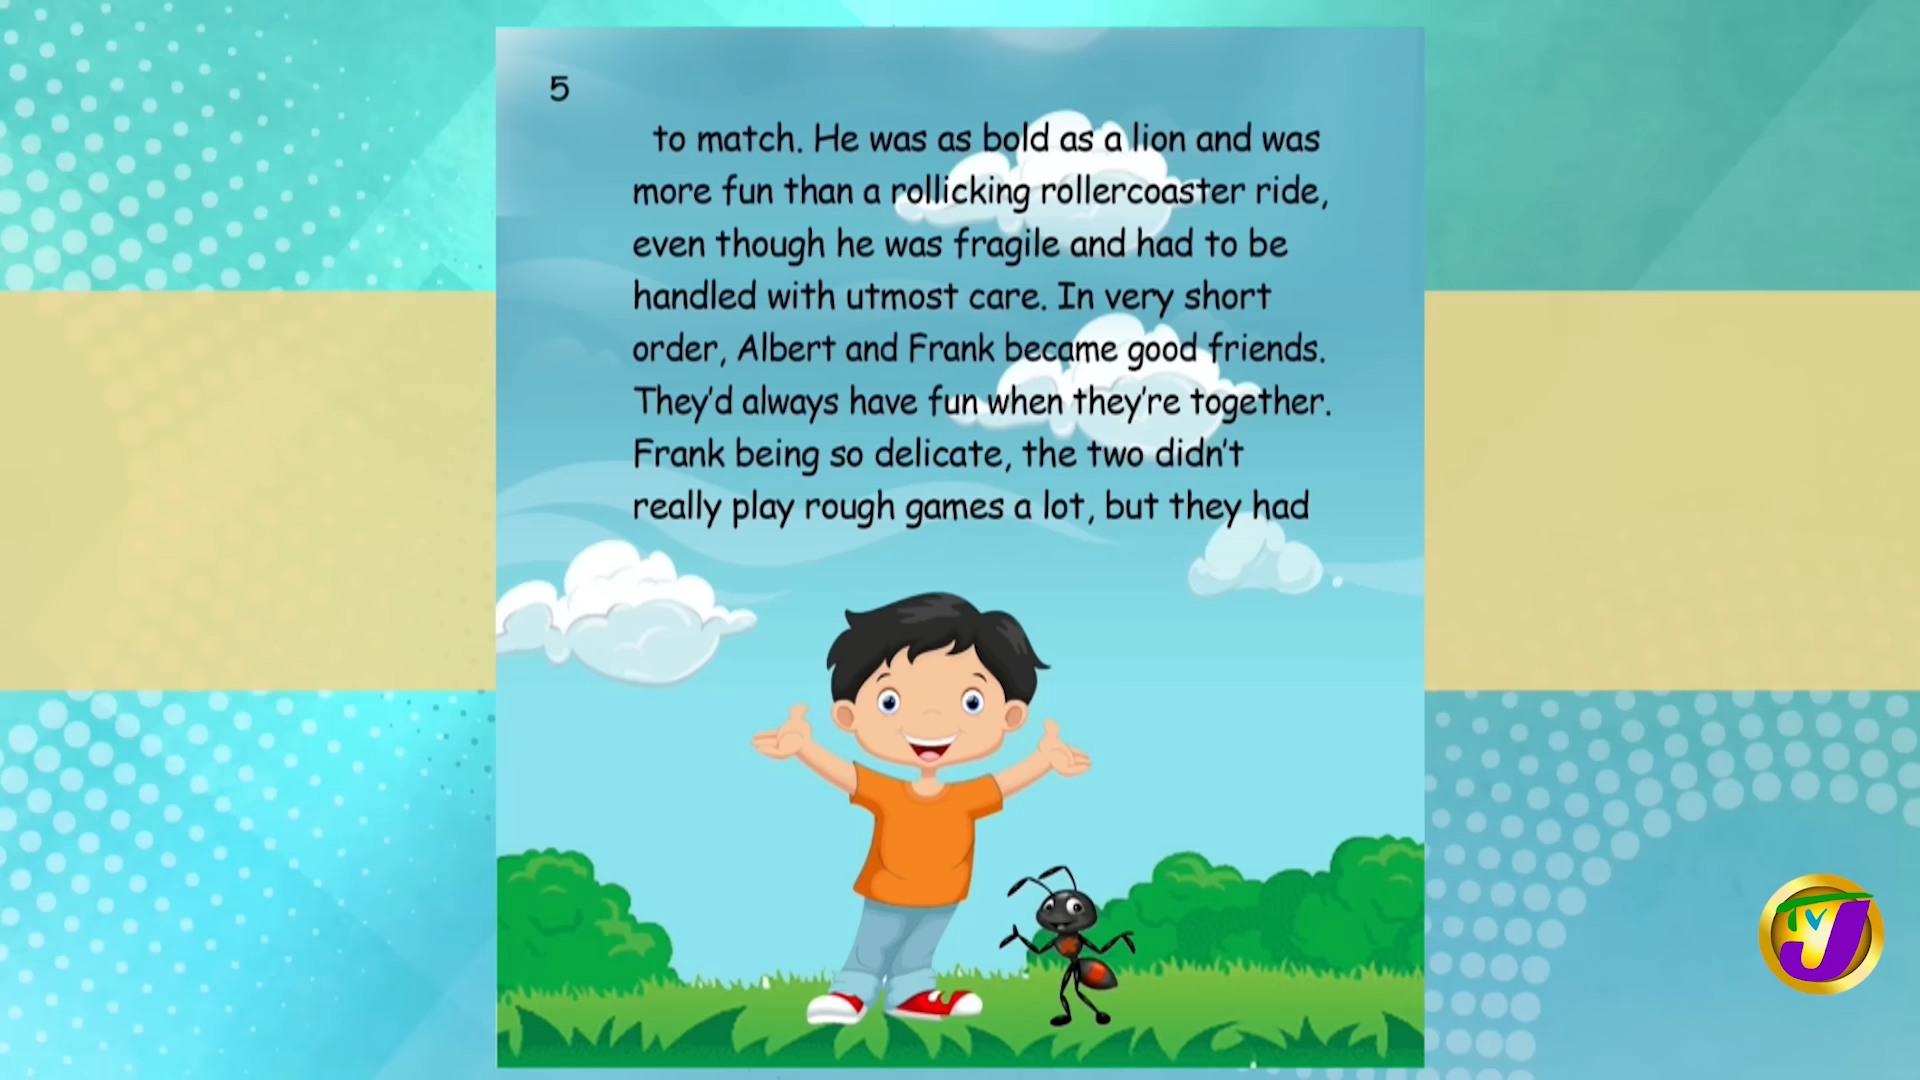 5
to match. He was as bold as a lion and was
more fun than a rollicking rollercoaster ride,
even though he was fragile and had to be
handled with utmost care. In very short
order, Albert and Frank became good friends.
They'd always have fun when they're together.
Frank being so delicate, the two didn't
really play rough games a lot, but they had
TVJ